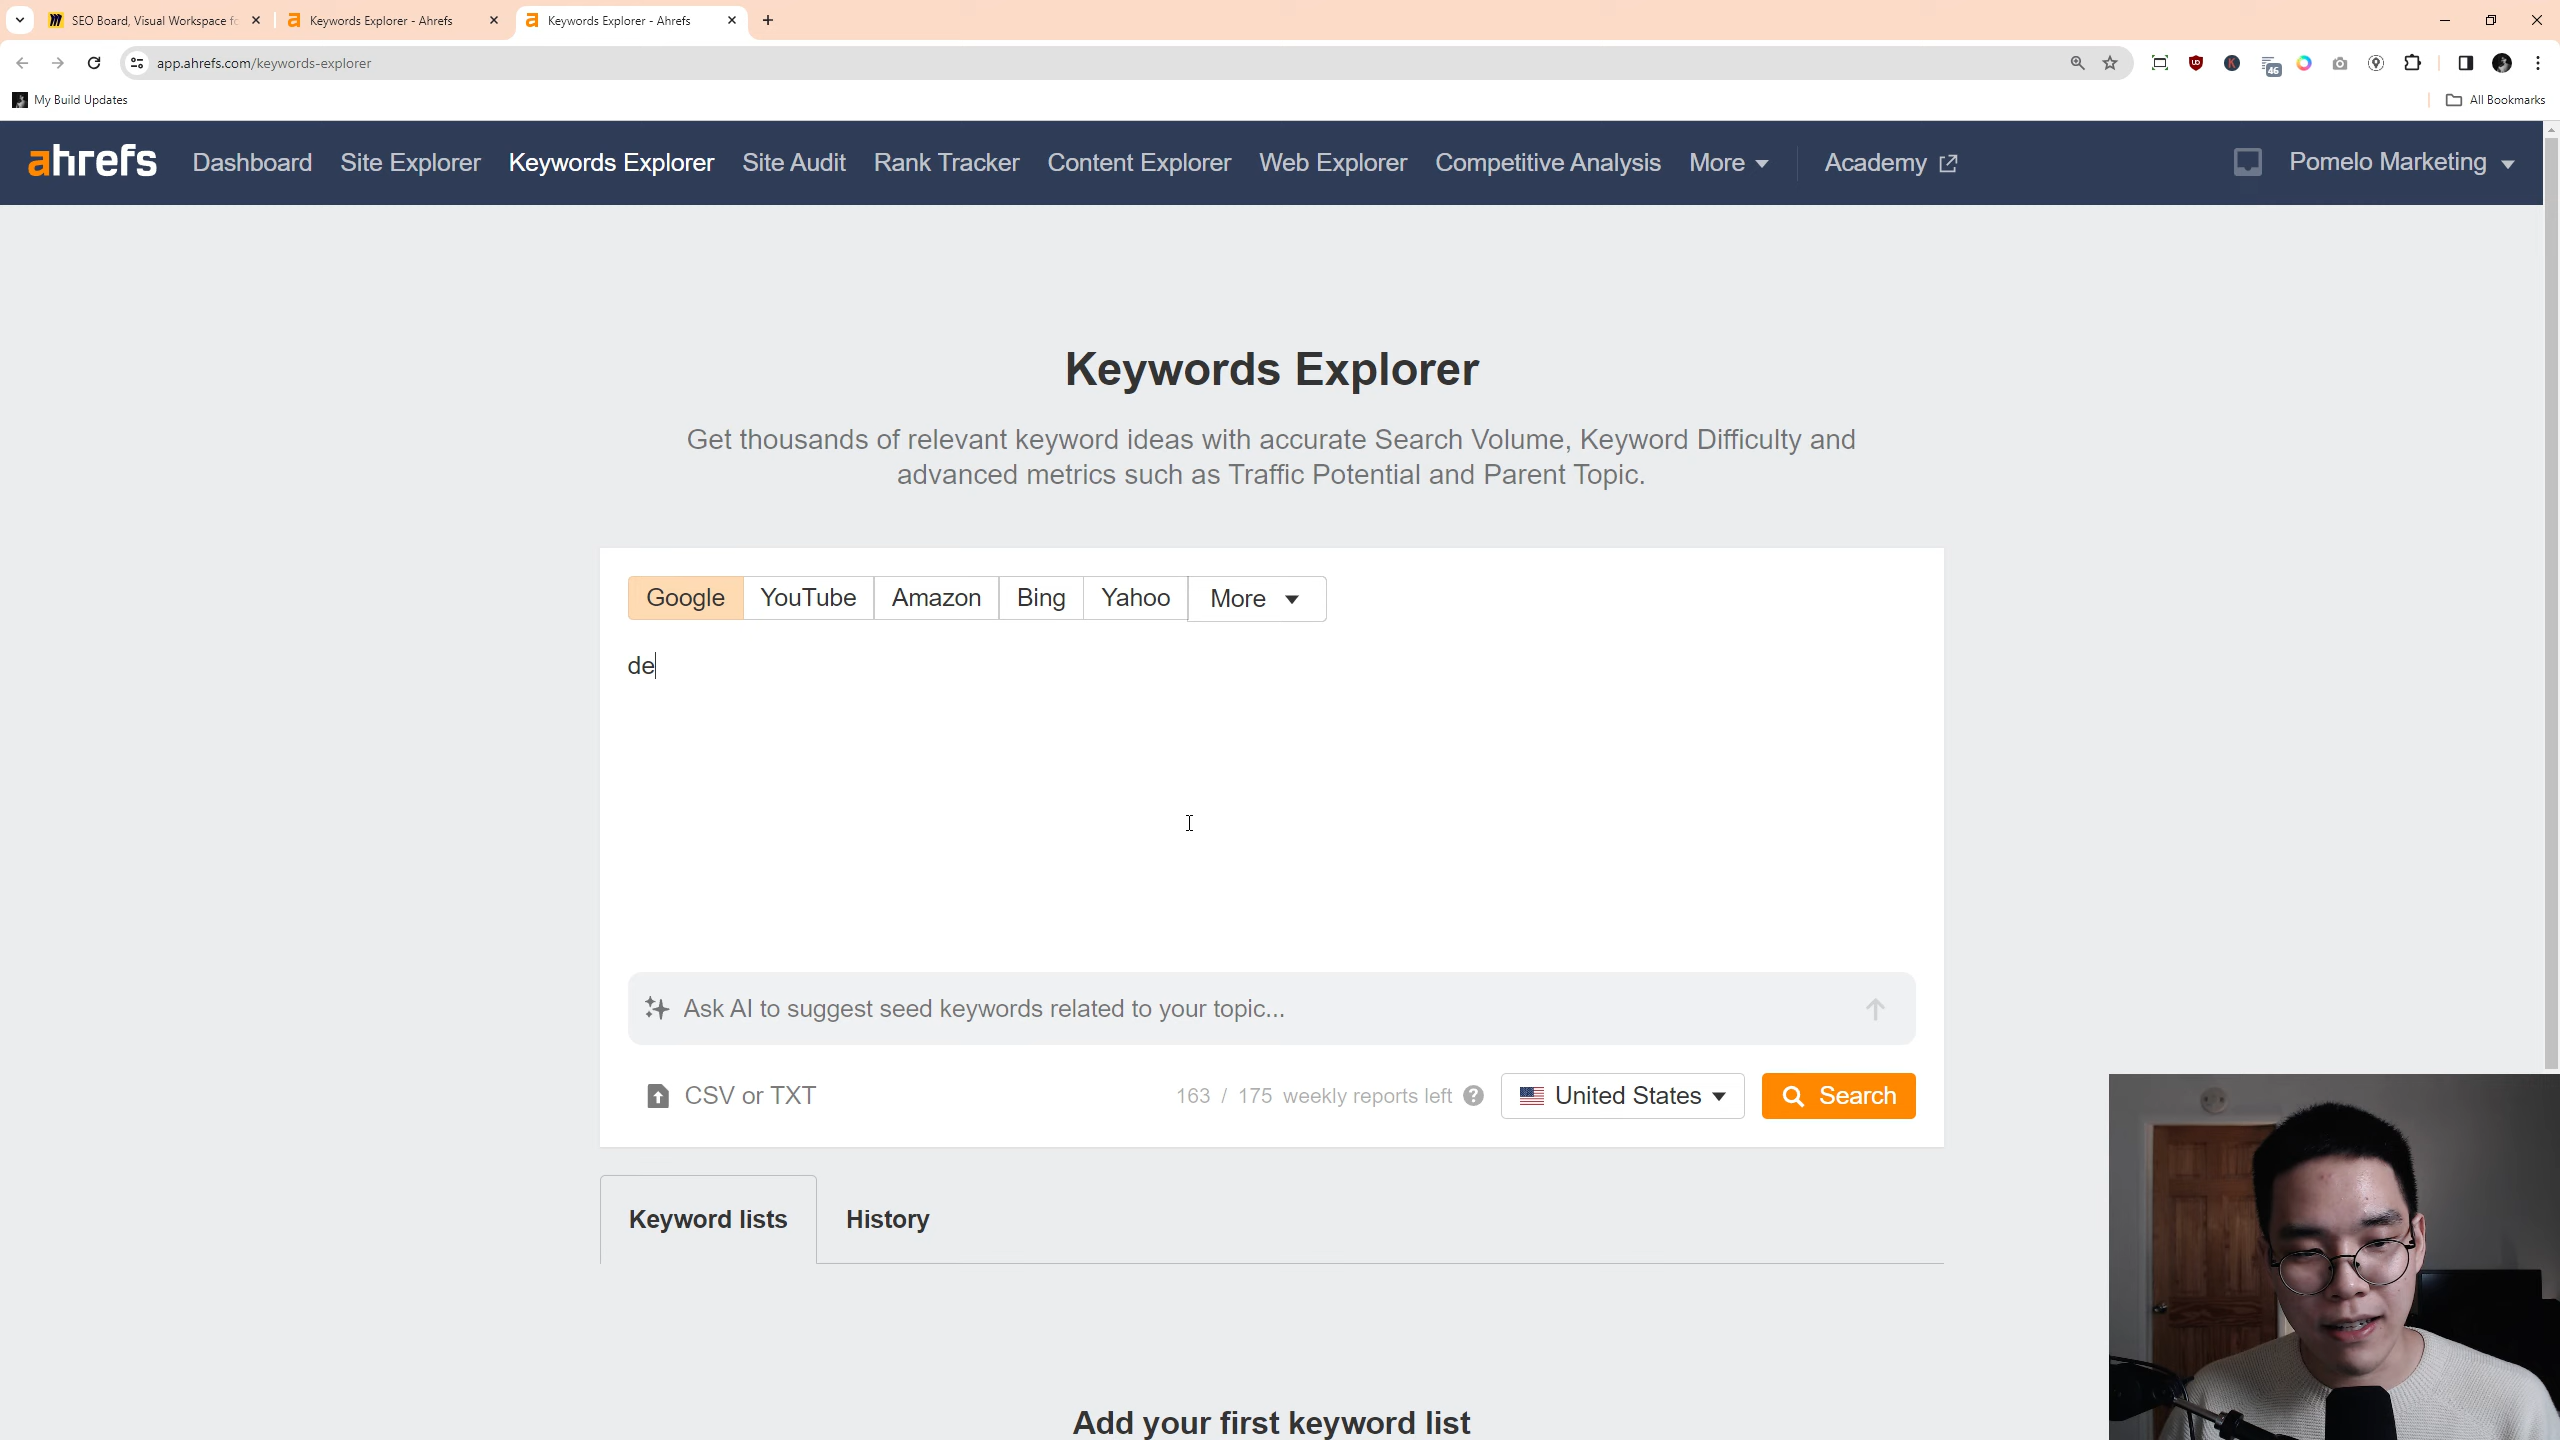 SEO Board, Visual Workspace fo
Keywords Explorer - Ahrefs
Keywords Explorer - Ahrefs
app.ahrefs.com/keywords-explorer
46
My Build Updates
All Bookmarks
ahrefs
Dashboard
Site Explorer
Keywords Explorer
Site Audit
Rank Tracker
Content Explorer
Web Explorer
Competitive Analysis
More
Academy
Pomelo Marketing
Keywords Explorer
Get thousands of relevant keyword ideas with accurate Search Volume, Keyword Difficulty and
advanced metrics such as Traffic Potential and Parent Topic.
Google
YouTube
Amazon
Bing
Yahoo
More
de
Ask AI to suggest seed keywords related to your topic...
CSV or TXT
163 / 175 weekly reports left
?
United States
Search
Keyword lists
History
Add your first keyword list